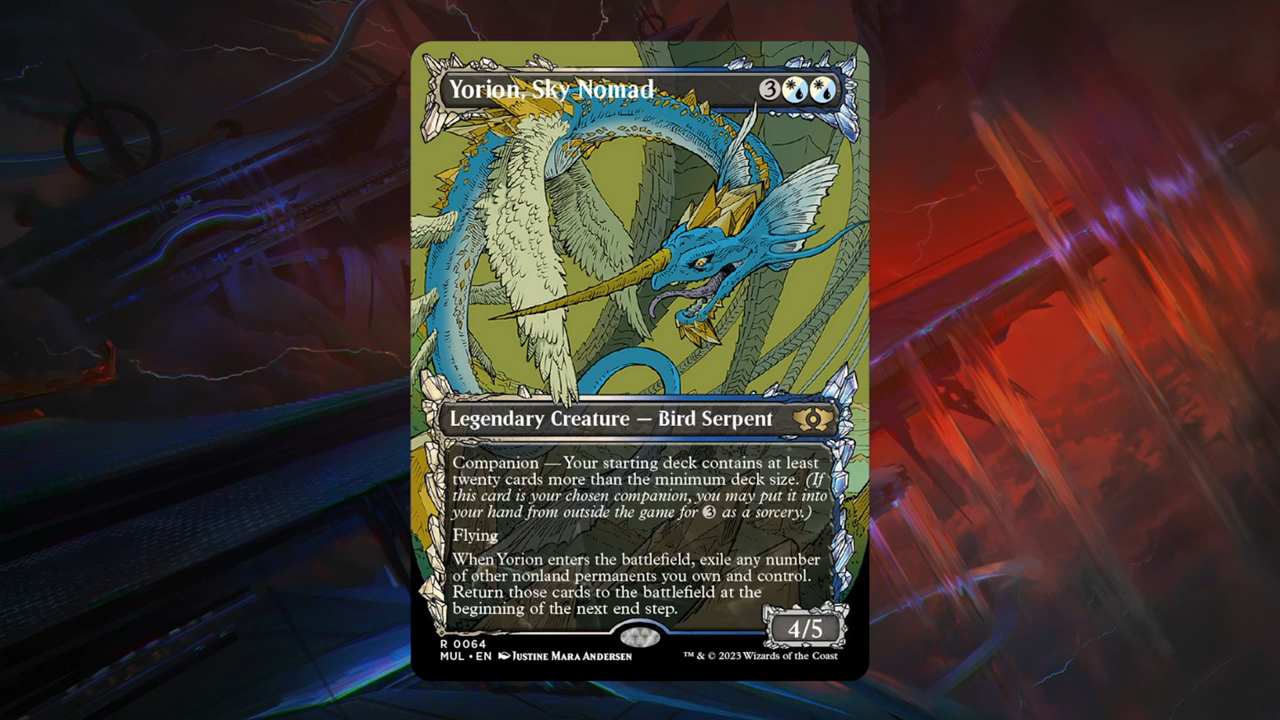 Yorion, Sky Nomad 3
Legendary Creature — Bird Serpent
Companion — Your starting deck contains at least
twenty cards more than the minimum deck size. (If
this card is your chosen companion, you may put it into
your hand from outside the game for 3 as a sorcery.)
Flying
When Yorion enters the battlefield, exile any number
of other nonland permanents you own and control.
Return those cards to the battlefield at the
beginning of the next end step.
4/5
R 0064
MUL • EN Justine Mara Andersen ™ & © 2023 Wizards of the Coast